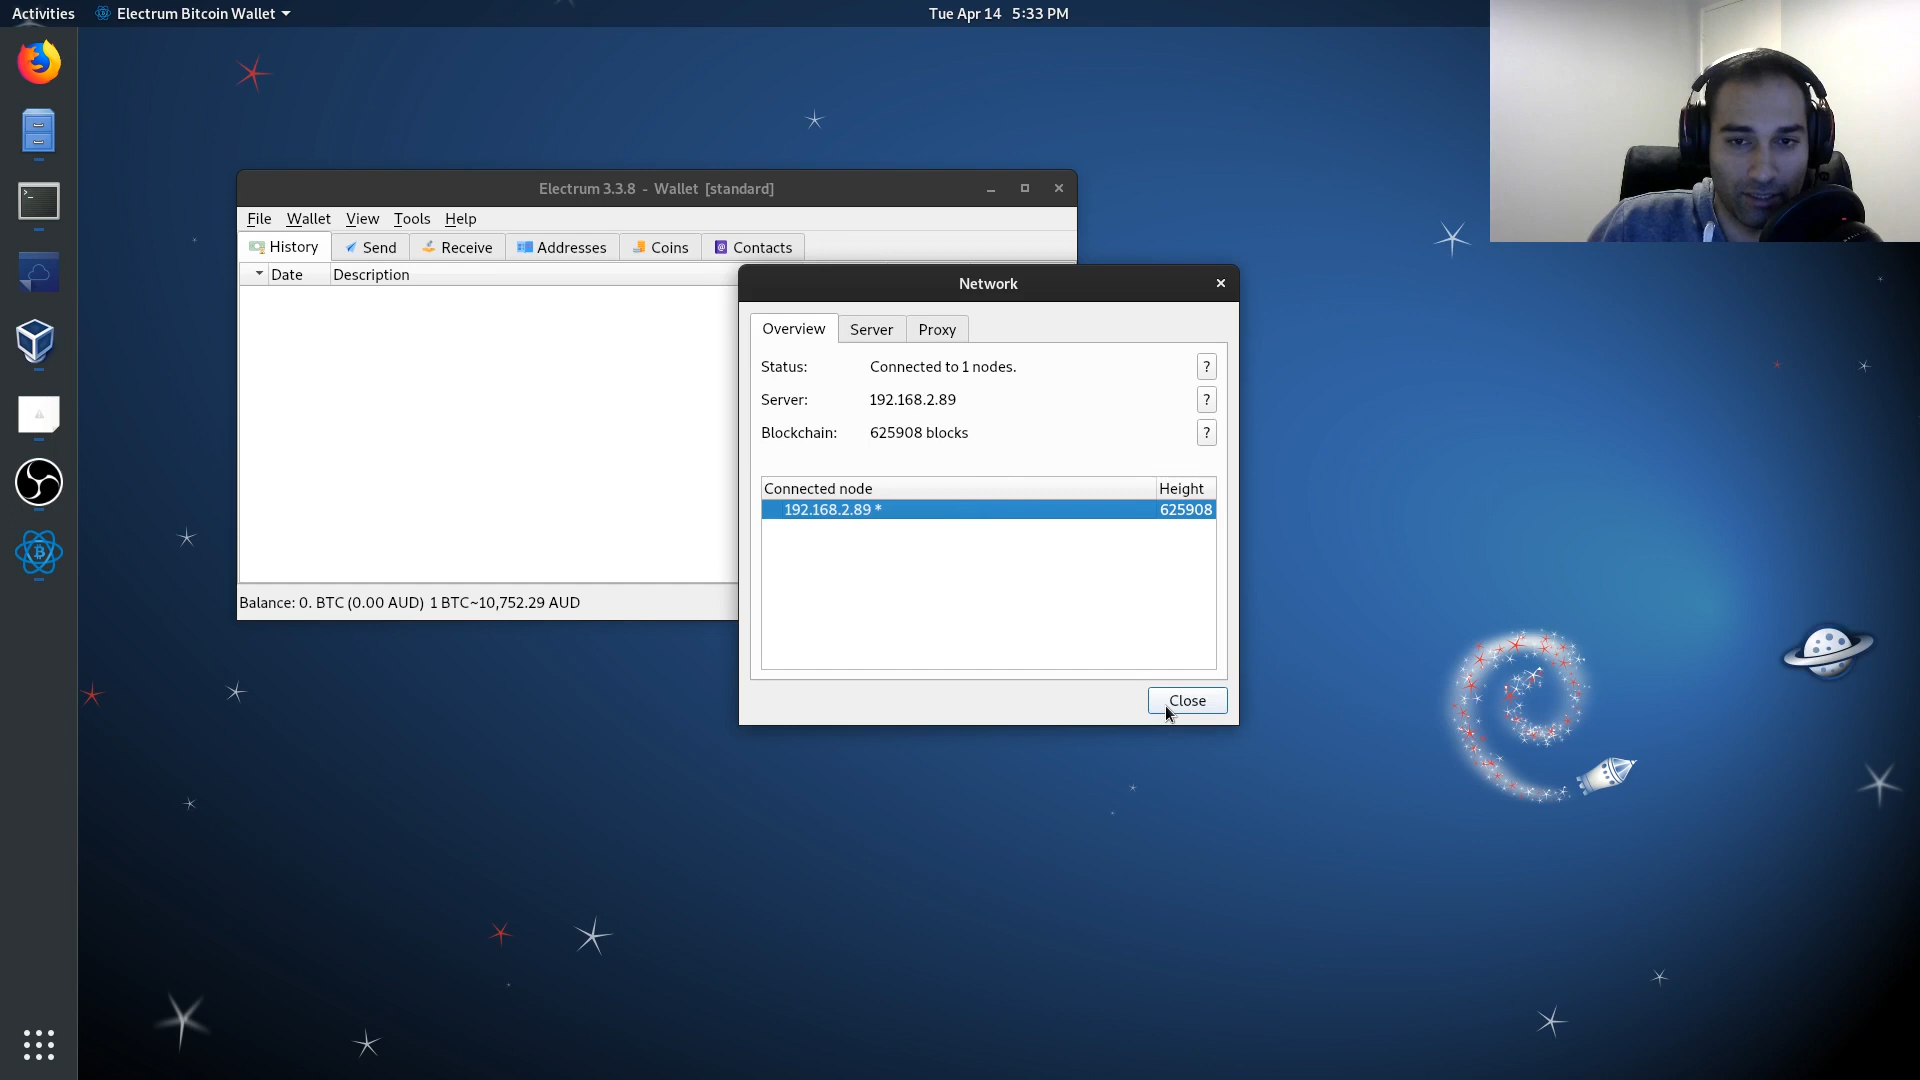 Activities Electrum Bitcoin Wallet Tue Apr 14 5:33 PM
Electrum 3.3.8 - Wallet [standard]
File Wallet View Tools Help
History Send Receive Addresses Coins Contacts
Date Description
Balance: 0. BTC (0.00 AUD) 1 BTC~10,752.29 AUD
Network
Overview Server Proxy
Status: Connected to 1 nodes. ?
Server: 192.168.2.89 ?
Blockchain: 625908 blocks ?
Connected node Height
192.168.2.89 * 625908
Close